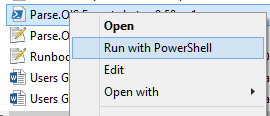 Parse.O
Open
Run with PowerShell
Parse.O
Edit
Runboo
Users G
Open with
Users G